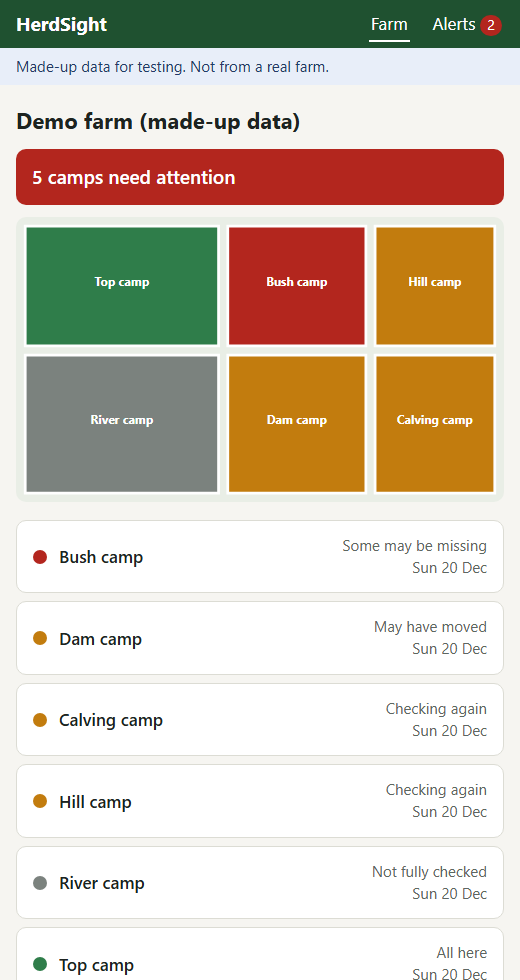 HerdSight
Farm
Alerts 2
Made-up data for testing. Not from a real farm.
Demo farm (made-up data)
5 camps need attention
Top camp
Bush camp
Hill camp
River camp
Dam camp
Calving camp
Bush camp
Some may be missing
Sun 20 Dec
Dam camp
May have moved
Sun 20 Dec
Calving camp
Checking again
Sun 20 Dec
Hill camp
Checking again
Sun 20 Dec
River camp
Not fully checked
Sun 20 Dec
Top camp
All here
Sun 20 Dec